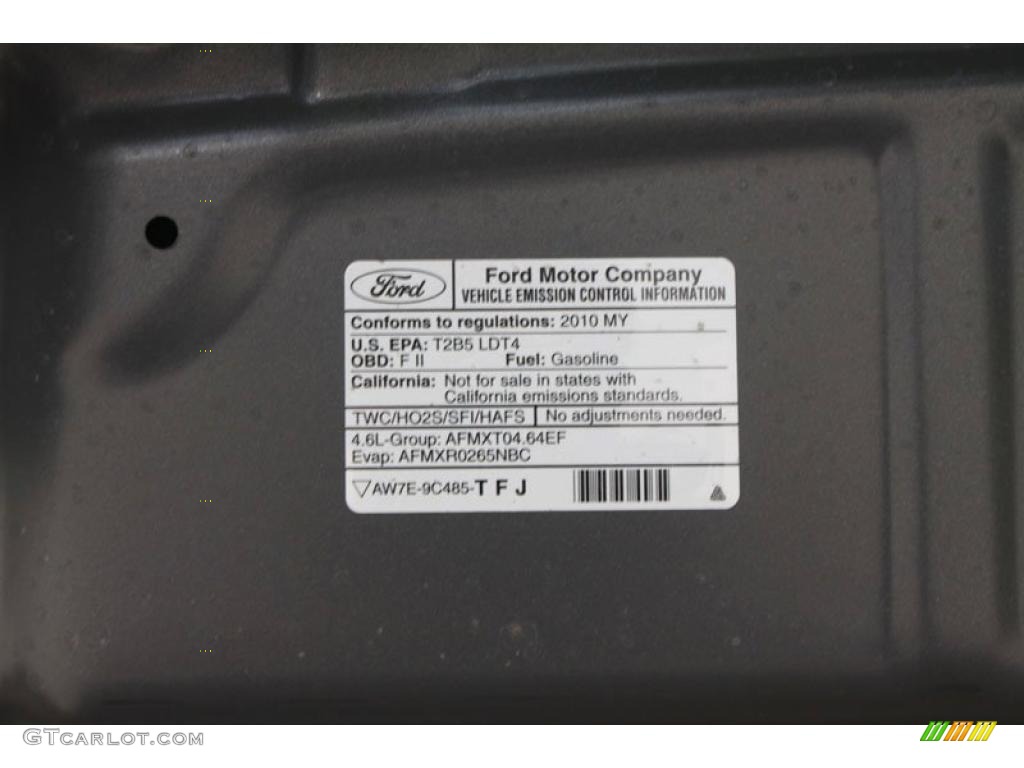 Ford
Ford Motor Company
VEHICLE EMISSION CONTROL INFORMATION
Conforms to regulations: 2010 MY
U.S. EPA: T2B5 LDT4
OBD: F II Fuel: Gasoline
California: Not for sale in states with
California emissions standards.
TWC/HO2S/SFI/HAFS No adjustments needed.
4.6L-Group: AFMXT04.64EF
Evap: AFMXR0265NBC
AW7E-9C485-T F J
GTCARLOT.COM